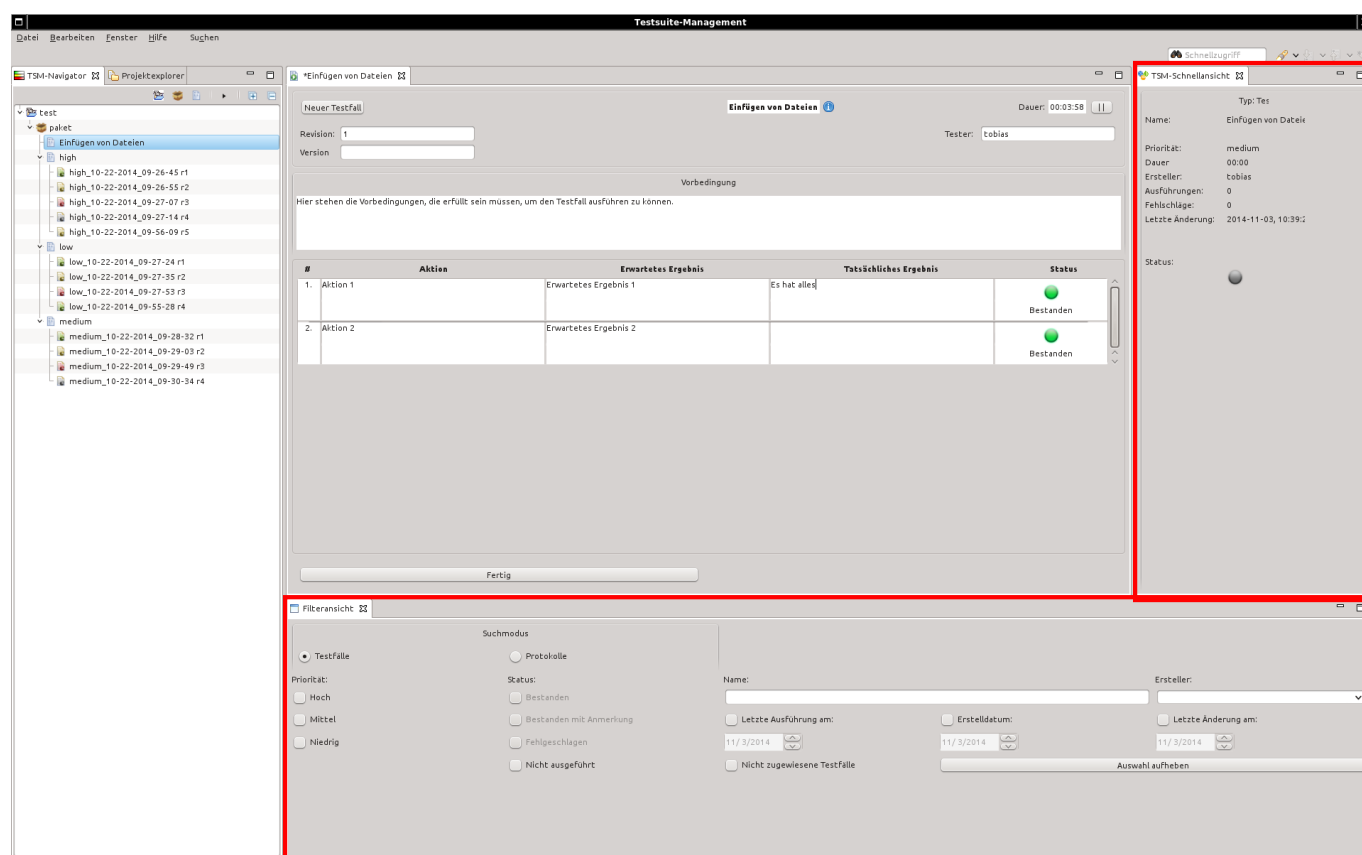 Testsuite-Management
Datei Bearbeiten Fenster Hilfe Suchen
Schnellzugriff
TSM-Navigator Projektexplorer
test
paket
Einfügen von Dateien
high
high_10-22-2014_09-26-45 r1
high_10-22-2014_09-26-55 r2
high_10-22-2014_09-27-07 r3
high_10-22-2014_09-27-14 r4
high_10-22-2014_09-56-09 r5
low
low_10-22-2014_09-27-24 r1
low_10-22-2014_09-27-35 r2
low_10-22-2014_09-27-53 r3
low_10-22-2014_09-55-28 r4
medium
medium_10-22-2014_09-28-32 r1
medium_10-22-2014_09-29-03 r2
medium_10-22-2014_09-29-49 r3
medium_10-22-2014_09-30-34 r4
*Einfügen von Dateien
Neuer Testfall Einfügen von Dateien Dauer: 00:03:58
Revision: 1 Tester: tobias
Version
Vorbedingung
Hier stehen die Vorbedingungen, die erfüllt sein müssen, um den Testfall ausführen zu können.
# Aktion Erwartetes Ergebnis Tatsächliches Ergebnis Status
1. Aktion 1 Erwartetes Ergebnis 1 Es hat alles
Bestanden
2. Aktion 2 Erwartetes Ergebnis 2
Bestanden
Fertig
TSM-Schnellansicht
Typ: Tes
Name: Einfügen von Dateie
Priorität: medium
Dauer 00:00
Ersteller: tobias
Ausführungen: 0
Fehlschläge: 0
Letzte Änderung: 2014-11-03, 10:39:2
Status:
Filteransicht
Suchmodus
Testfälle Protokolle
Priorität: Status: Name: Ersteller:
Hoch Bestanden
Mittel Bestanden mit Anmerkung Letzte Ausführung am: Erstelldatum: Letzte Änderung am:
Niedrig Fehlgeschlagen 11/ 3/2014 11/ 3/2014 11/ 3/2014
Nicht ausgeführt Nicht zugewiesene Testfälle Auswahl aufheben